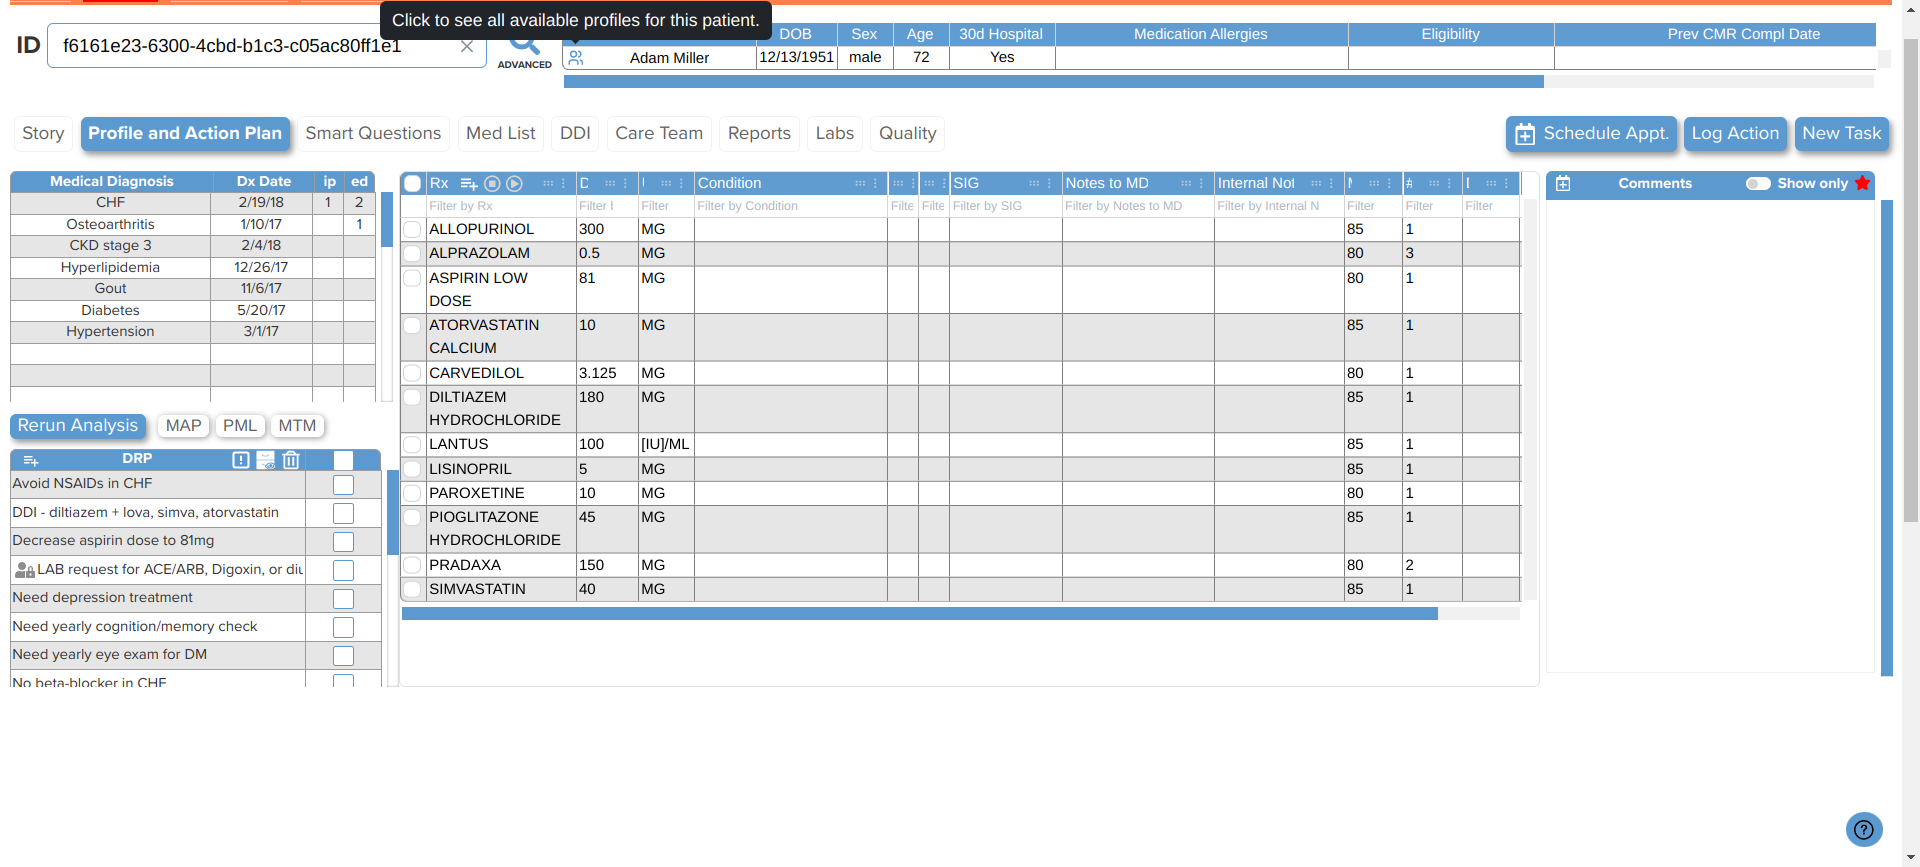 Click to see all available profiles for this patient.
ID
f6161e23-6300-4cbd-b1c3-c05ac80ff1e1
ADVANCED
DOB Sex Age 30d Hospital Medication Allergies Eligibility Prev CMR Compl Date
Adam Miller 12/13/1951 male 72 Yes
Story Profile and Action Plan Smart Questions Med List DDI Care Team Reports Labs Quality
Schedule Appt. Log Action New Task
Medical Diagnosis Dx Date ip ed
CHF 2/19/18 1 2
Osteoarthritis 1/10/17 1
CKD stage 3 2/4/18
Hyperlipidemia 12/26/17
Gout 11/6/17
Diabetes 5/20/17
Hypertension 3/1/17
Rerun Analysis MAP PML MTM
DRP
Avoid NSAIDs in CHF
DDI - diltiazem + lova, simva, atorvastatin
Decrease aspirin dose to 81mg
LAB request for ACE/ARB, Digoxin, or diu
Need depression treatment
Need yearly cognition/memory check
Need yearly eye exam for DM
No beta-blocker in CHF
Rx Condition SIG Notes to MD Internal Not
Filter by Rx Filter Filter Filter by Condition Filte Filte Filter by SIG Filter by Notes to MD Filter by Internal N Filter Filter Filter
ALLOPURINOL 300 MG 85 1
ALPRAZOLAM 0.5 MG 80 3
ASPIRIN LOW DOSE 81 MG 80 1
ATORVASTATIN CALCIUM 10 MG 85 1
CARVEDILOL 3.125 MG 80 1
DILTIAZEM HYDROCHLORIDE 180 MG 85 1
LANTUS 100 [IU]/ML 85 1
LISINOPRIL 5 MG 85 1
PAROXETINE 10 MG 80 1
PIOGLITAZONE HYDROCHLORIDE 45 MG 85 1
PRADAXA 150 MG 80 2
SIMVASTATIN 40 MG 85 1
Comments Show only